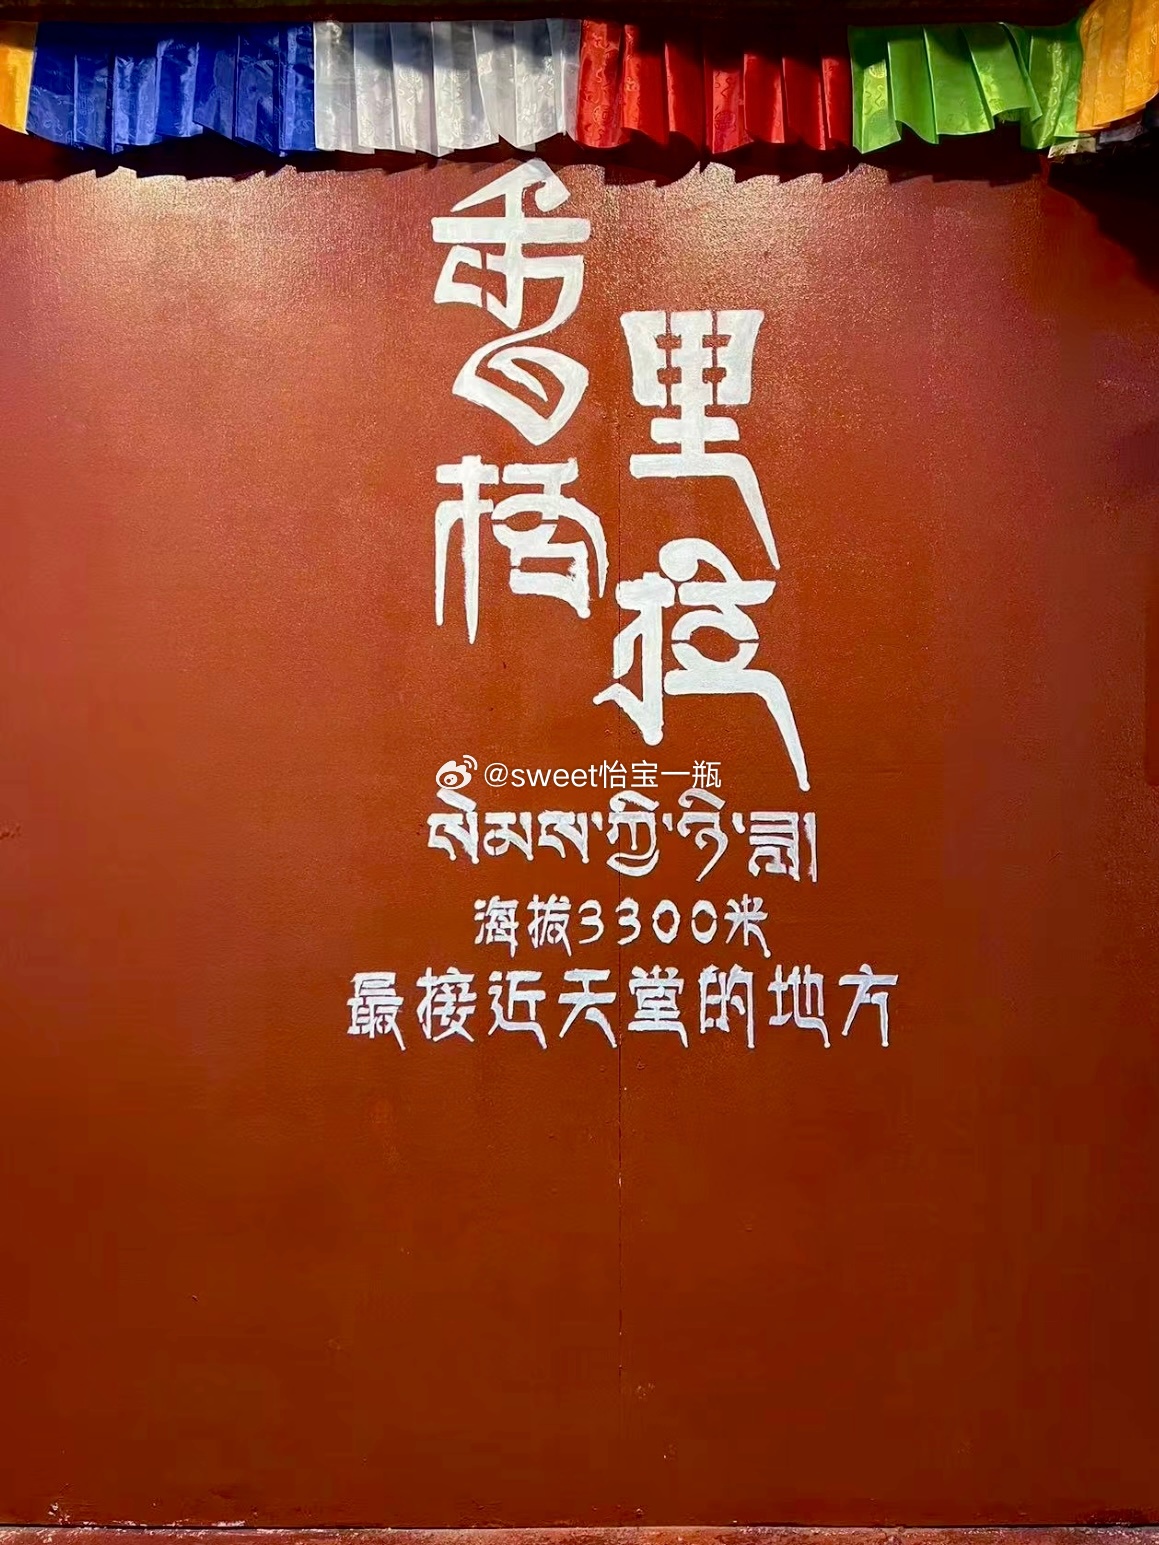 香格里拉
@sweet怡宝一瓶
སེམས་ཀྱི་ཉི་ཟླ།
海拔3300米
最接近天堂的地方